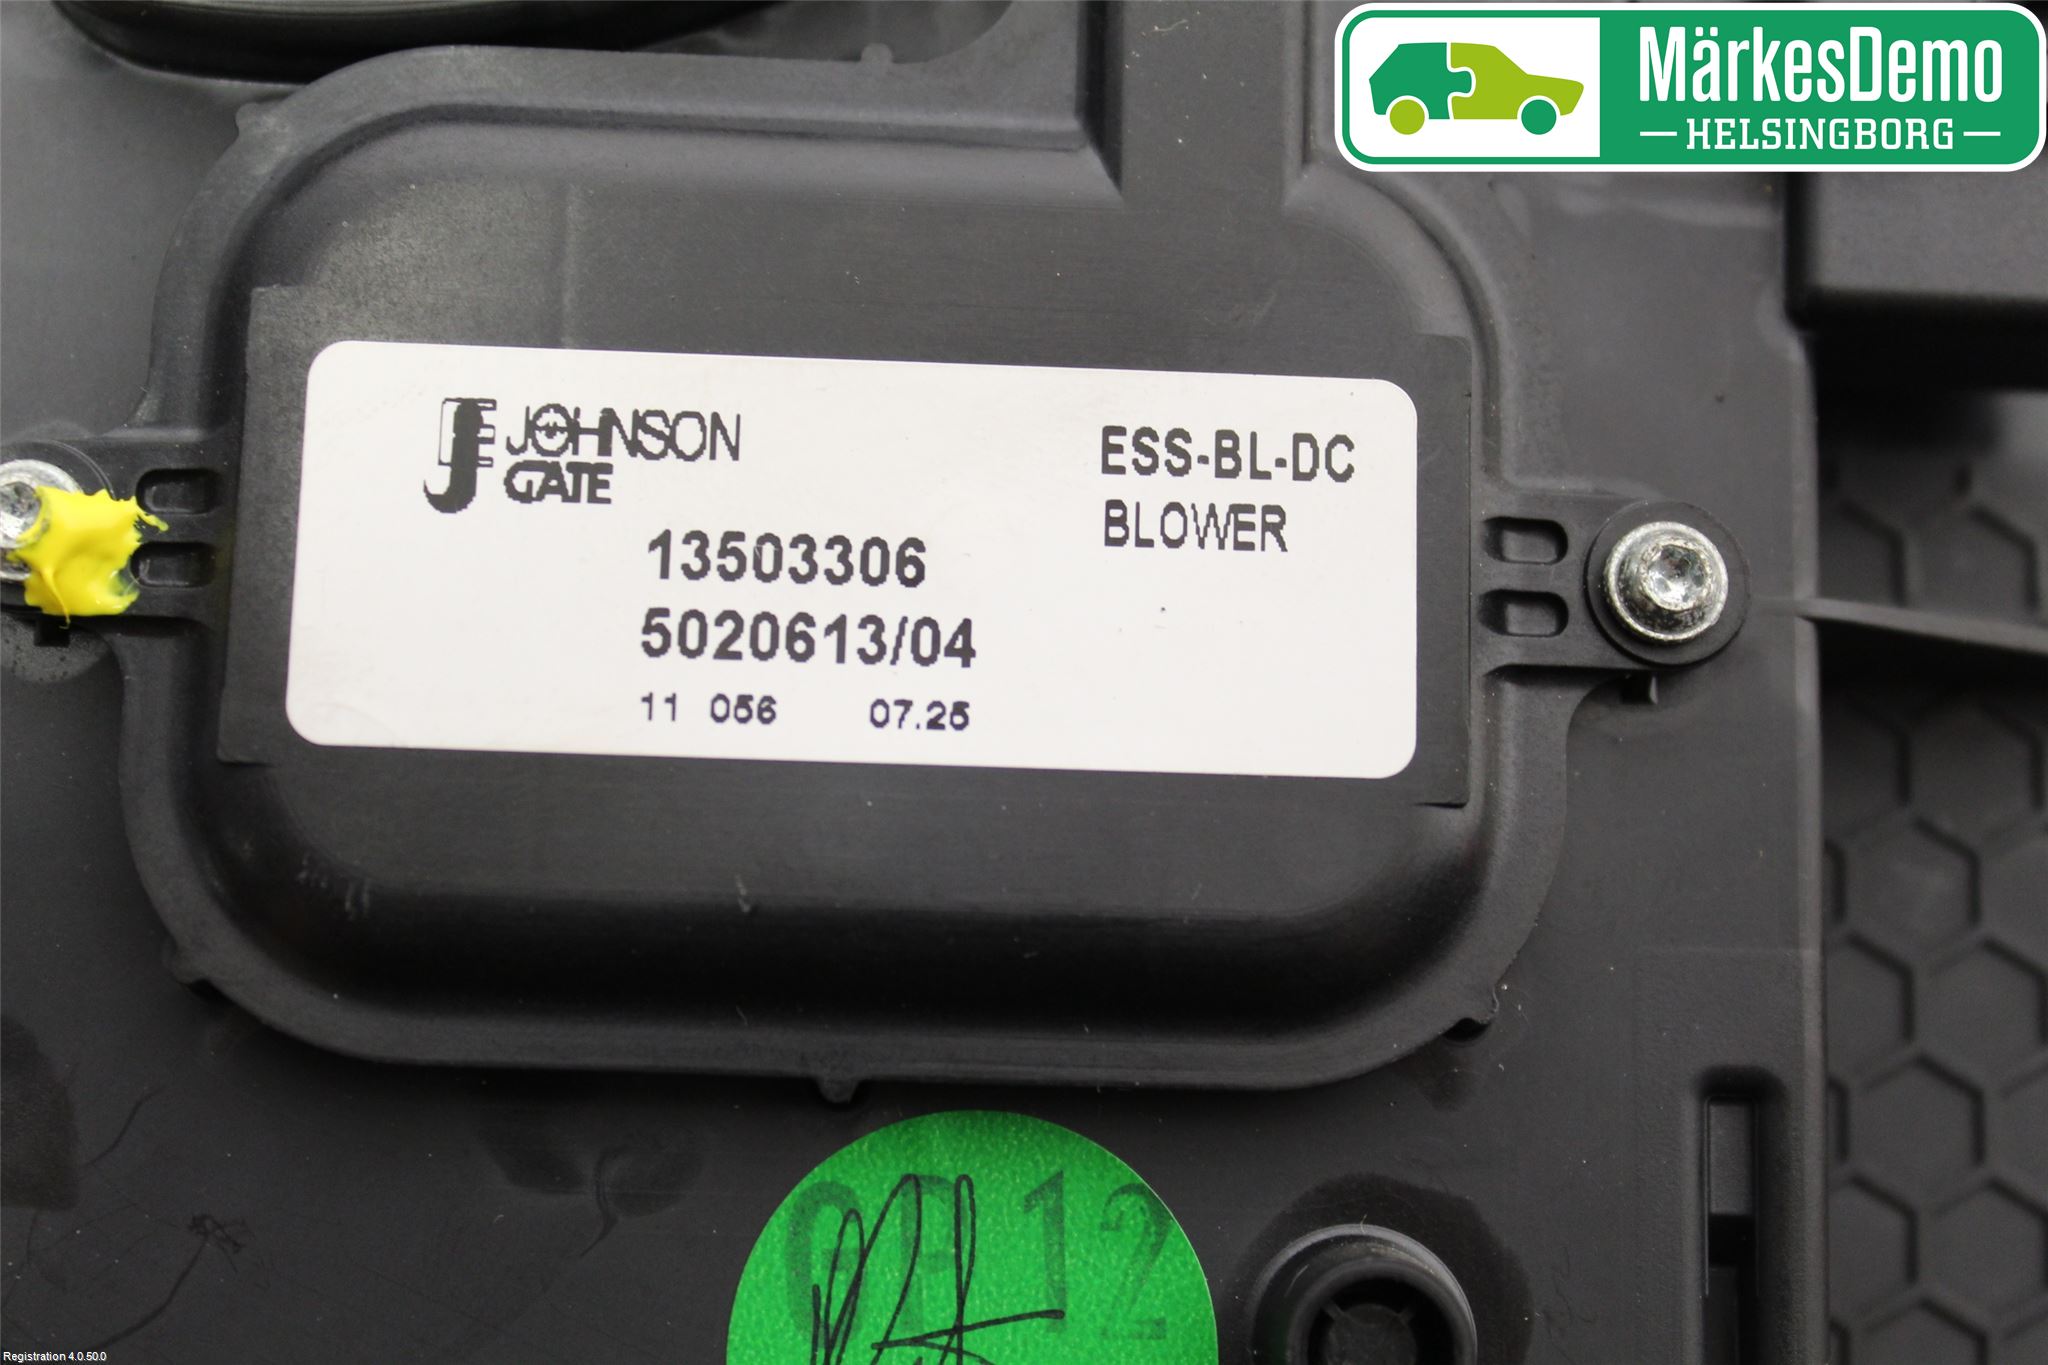 MärkesDemo
HELSINGBORG
JOHNSON
GATE
ESS-BL-DC
BLOWER
13503306
5020613/04
11 056 07.25
12
Registration 4.0.50.0